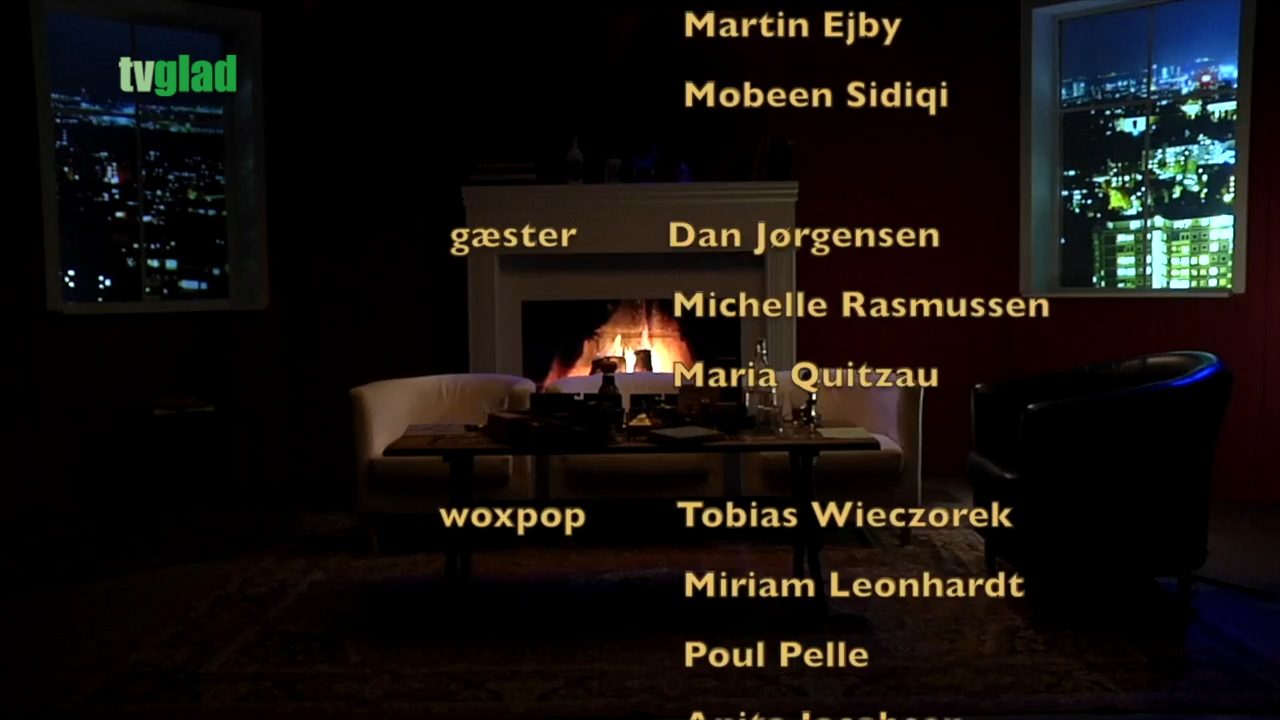 Martin Ejby
tvglad
Mobeen Sidiqi
gæster Dan Jørgensen
Michelle Rasmussen
Maria Quitzau
woxpop Tobias Wieczorek
Miriam Leonhardt
Poul Pelle